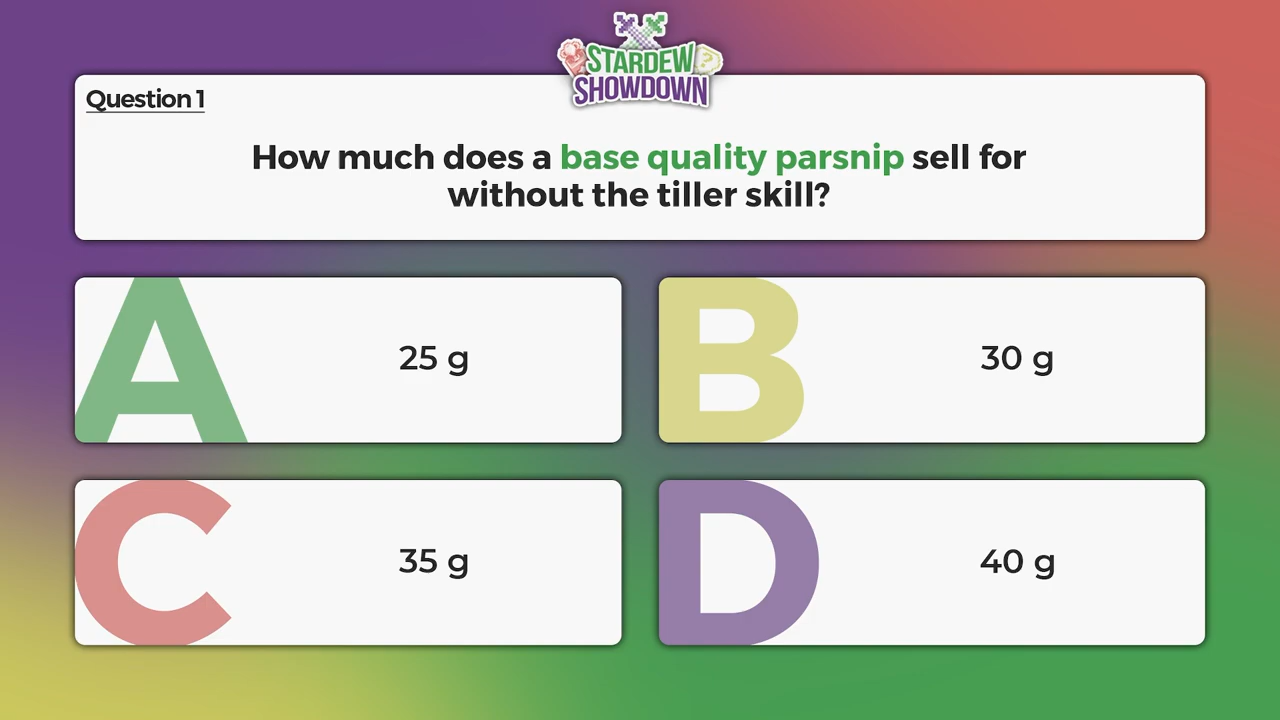 STARDEW
SHOWDOWN
Question 1
How much does a base quality parsnip sell for
without the tiller skill?
A
25 g
B
30 g
C
35 g
D
40 g